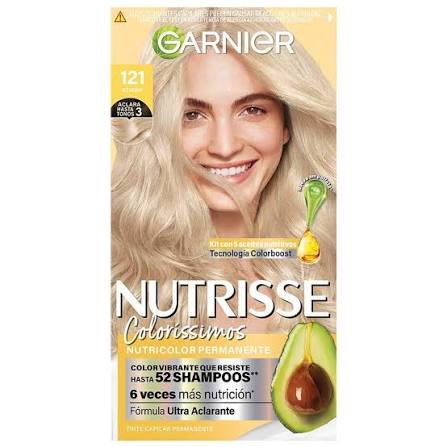 GARNIER
121
ACLARA
HASTA
TONOS 3
Kit con 5 aceites nutritivos
Tecnología Colorboost
NUTRISSE
Colorissimos
NUTRICOLOR PERMANENTE
COLOR VIBRANTE QUE RESISTE
HASTA 52 SHAMPOOS**
6 veces más nutrición*
Fórmula Ultra Aclarante
TINTE CAPILAR PERMANENTE